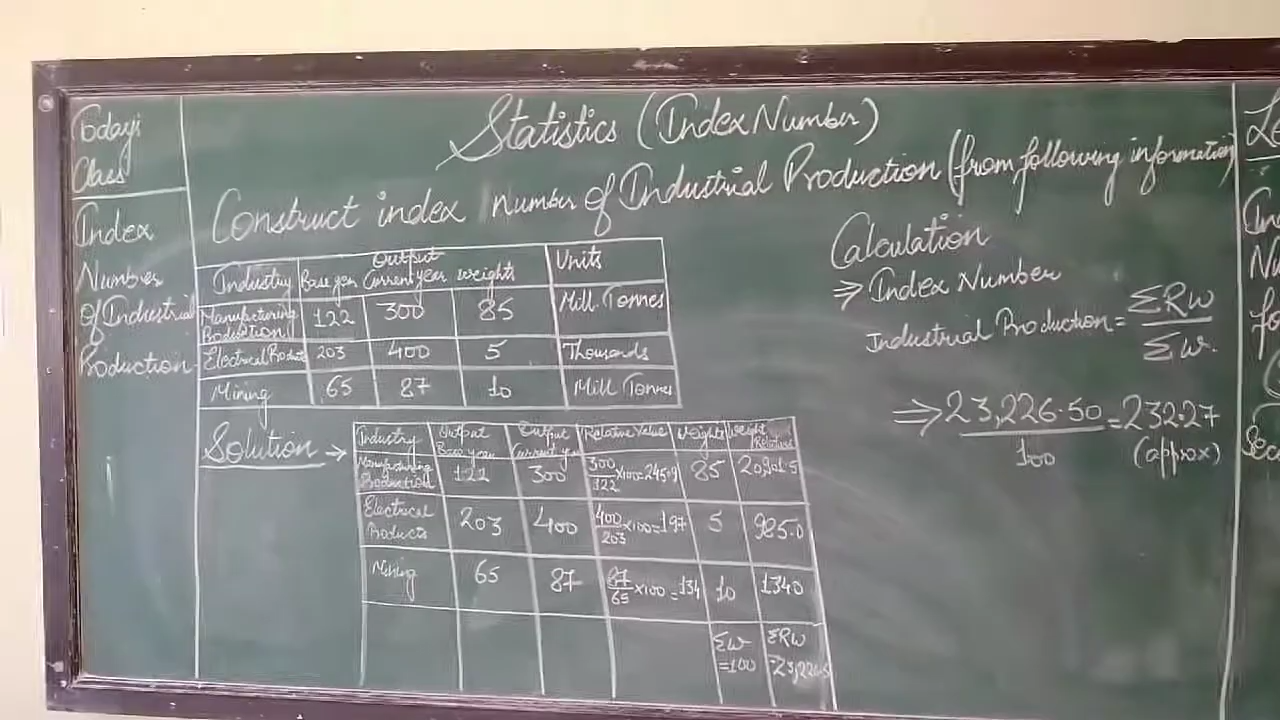 Today's
Class
Index
Number
Of Industrial
Production
Statistics (Index Number)
Construct index number of Industrial Production (from following information)
Industry Output Base year Current year weights Units
Manufacturing Production 122 300 85 Mill. Tonnes
Electrical Products 203 400 5 Thousands
Mining 65 87 10 Mill Tonnes
Solution →
Industry Output Base year Output Current year Relative Value Weights Weight Relatives
Manufacturing Production 122 300 300/122 ×100=245.9 85 20,901.5
Electrical Products 203 400 400/203 ×100=197 5 985.0
Mining 65 87 87/65 ×100=134 10 1340
Σw =100 ΣRw =23,226.5
Calculation
⇒ Index Number
Industrial Production = ΣRw / Σw.
⇒ 23,226.50 / 100 = 232.27
(approx)